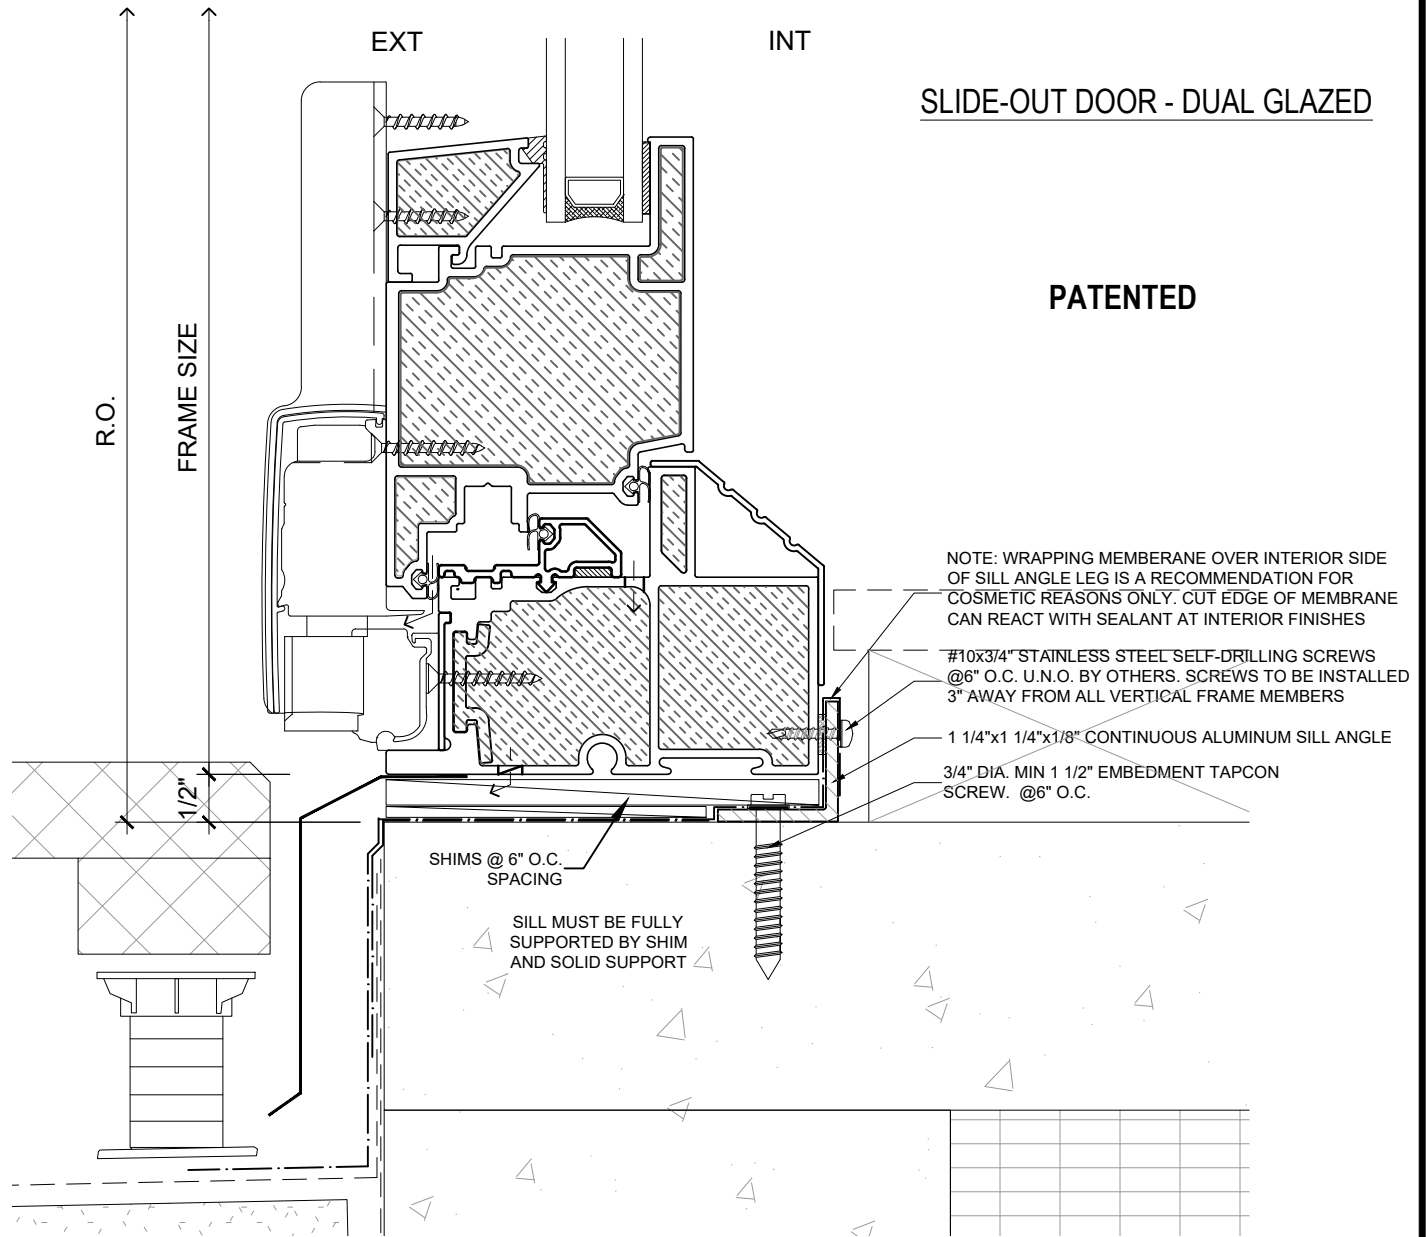 EXT
INT
SLIDE-OUT DOOR - DUAL GLAZED
PATENTED
R.O.
FRAME SIZE
1/2"
NOTE: WRAPPING MEMBERANE OVER INTERIOR SIDE
OF SILL ANGLE LEG IS A RECOMMENDATION FOR
COSMETIC REASONS ONLY. CUT EDGE OF MEMBRANE
CAN REACT WITH SEALANT AT INTERIOR FINISHES
#10x3/4" STAINLESS STEEL SELF-DRILLING SCREWS
@6" O.C. U.N.O. BY OTHERS. SCREWS TO BE INSTALLED
3" AWAY FROM ALL VERTICAL FRAME MEMBERS
1 1/4"x1 1/4"x1/8" CONTINUOUS ALUMINUM SILL ANGLE
3/4" DIA. MIN 1 1/2" EMBEDMENT TAPCON
SCREW. @6" O.C.
SHIMS @ 6" O.C.
SPACING
SILL MUST BE FULLY
SUPPORTED BY SHIM
AND SOLID SUPPORT